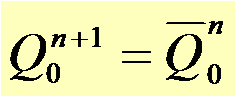 $Q_0^{n+1} = \overline{Q}_0^n$